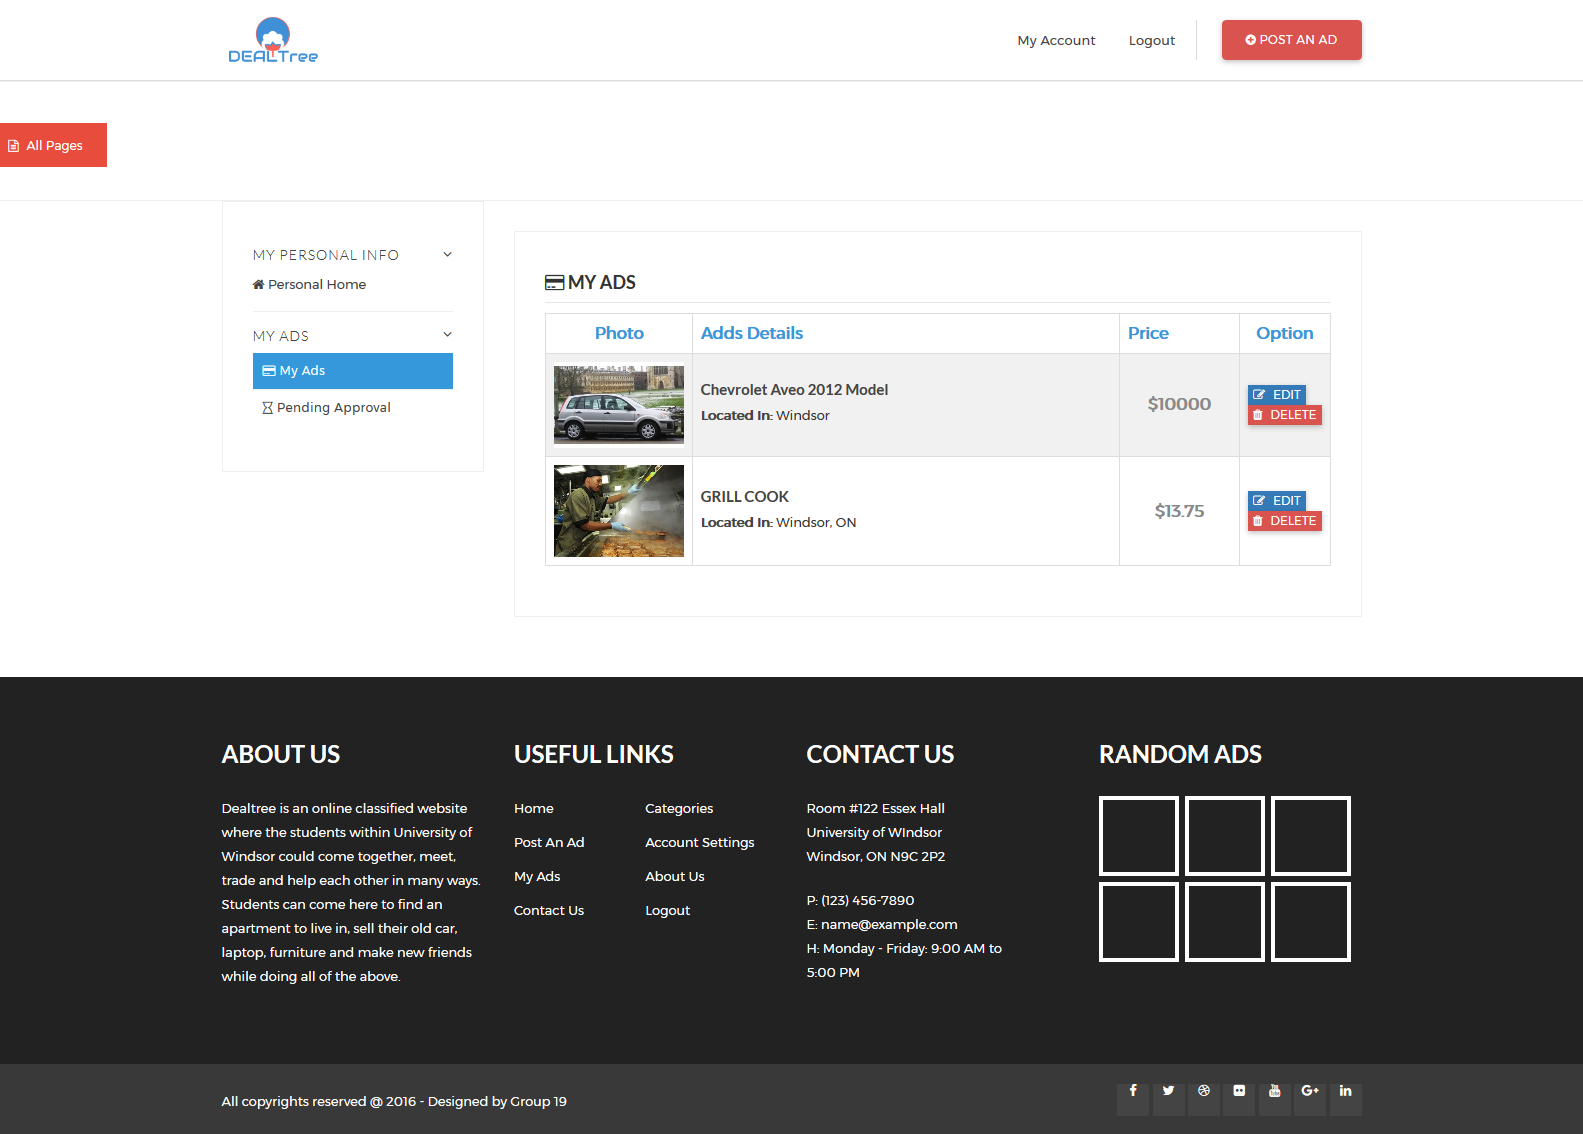 DEALTree
My Account
Logout
POST AN AD
All Pages
MY PERSONAL INFO
Personal Home
MY ADS
My Ads
Pending Approval
MY ADS
Photo
Adds Details
Price
Option
Chevrolet Aveo 2012 Model
Located In: Windsor
$10000
EDIT
DELETE
GRILL COOK
Located In: Windsor, ON
$13.75
EDIT
DELETE
ABOUT US
Dealtree is an online classified website
where the students within University of
Windsor could come together, meet,
trade and help each other in many ways.
Students can come here to find an
apartment to live in, sell their old car,
laptop, furniture and make new friends
while doing all of the above.
USEFUL LINKS
Home
Categories
Post An Ad
Account Settings
My Ads
About Us
Contact Us
Logout
CONTACT US
Room #122 Essex Hall
University of WIndsor
Windsor, ON N9C 2P2
P: (123) 456-7890
E: name@example.com
H: Monday - Friday: 9:00 AM to
5:00 PM
RANDOM ADS
All copyrights reserved @ 2016 - Designed by Group 19